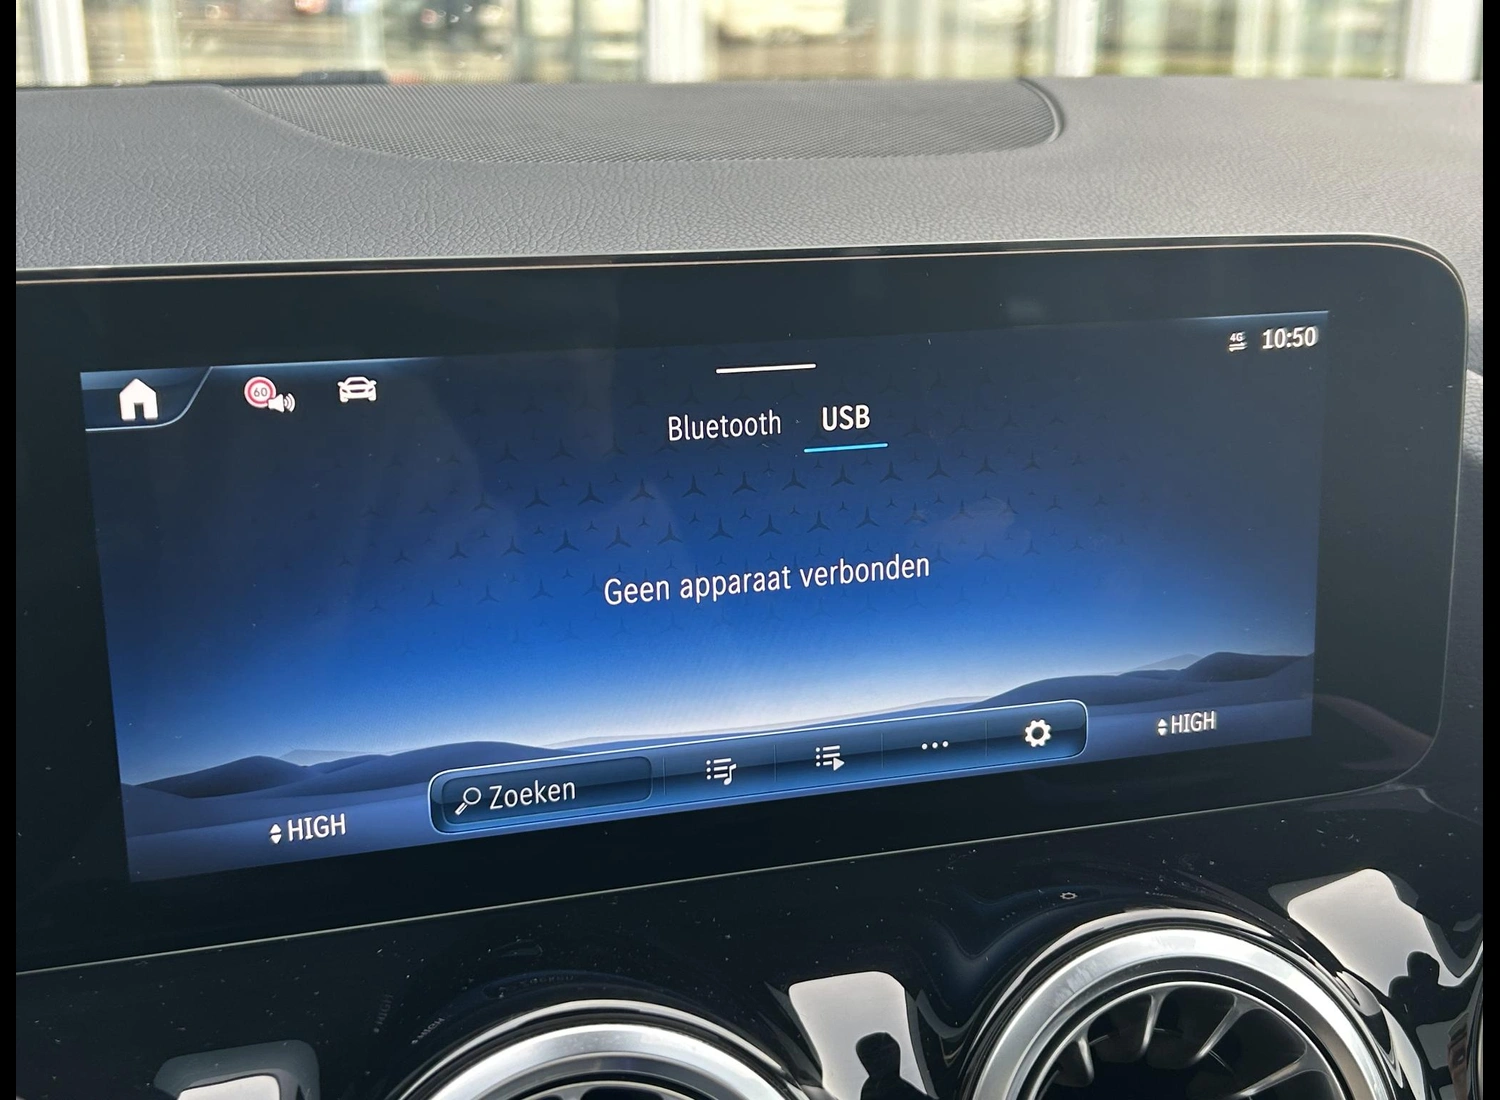 4G 10:50
60
Bluetooth USB
Geen apparaat verbonden
HIGH
Zoeken
HIGH